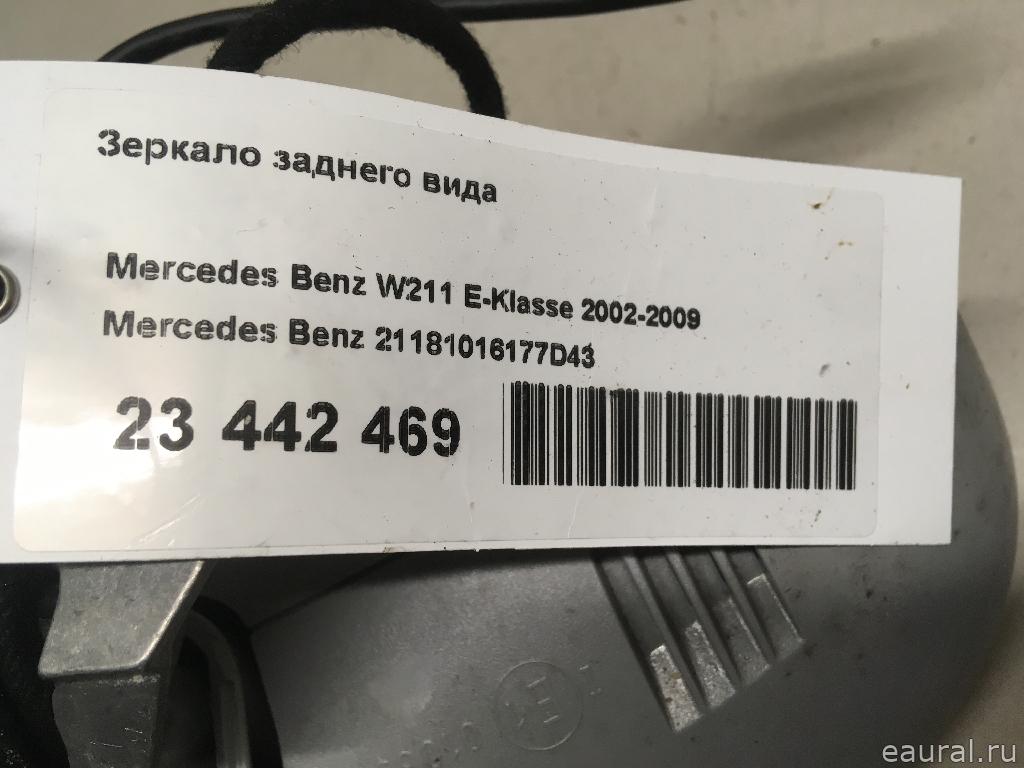 Зеркало заднего вида
Mercedes Benz W211 E-Klasse 2002-2009
Mercedes Benz 21181016177D43
23 442 469
eaural.ru